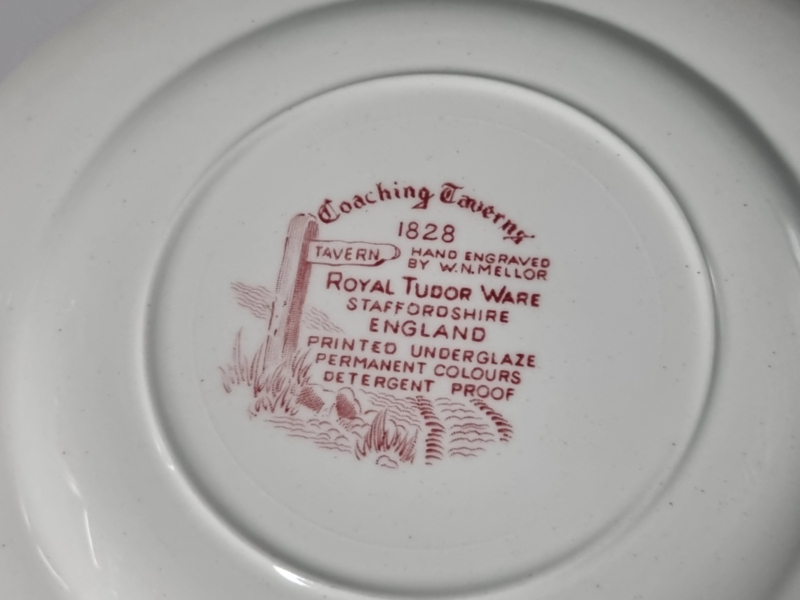 Coaching Taverns
1828
TAVERN
HAND ENGRAVED
BY W.N. MELLOR
ROYAL TUDOR WARE
STAFFORDSHIRE
ENGLAND
PRINTED UNDERGLAZE
PERMANENT COLOURS
DETERGENT PROOF